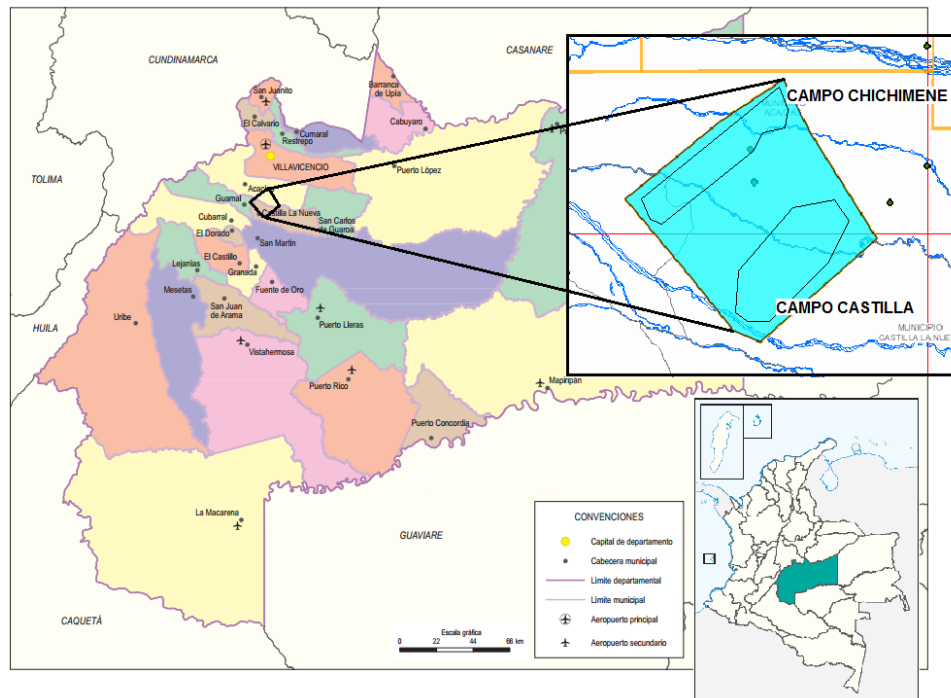 CUNDINAMARCA
CASANARE
TOLIMA
HUILA
CAQUETÁ
GUAVIARE
San Juanito
El Calvario
Restrepo
Cumaral
Barranca
de Upía
Cabuyaro
VILLAVICENCIO
Puerto López
Guamal
Castilla La Nueva
San Carlos
de Guaroa
Cubarral
El Dorado
San Martín
El Castillo
Lejanías
Granada
Fuente de Oro
Mesetas
San Juan
de Arama
Puerto Lleras
Uribe
Vistahermosa
Puerto Rico
Mapiripán
Puerto Concordia
La Macarena
CAMPO CHICHIMENE
CAMPO CASTILLA
MUNICIPIO
CASTILLA LA NUE
CONVENCIONES
Capital de departamento
Cabecera municipal
Límite departamental
Límite municipal
Aeropuerto principal
Aeropuerto secundario
Escala gráfica
0 22 44 66 km